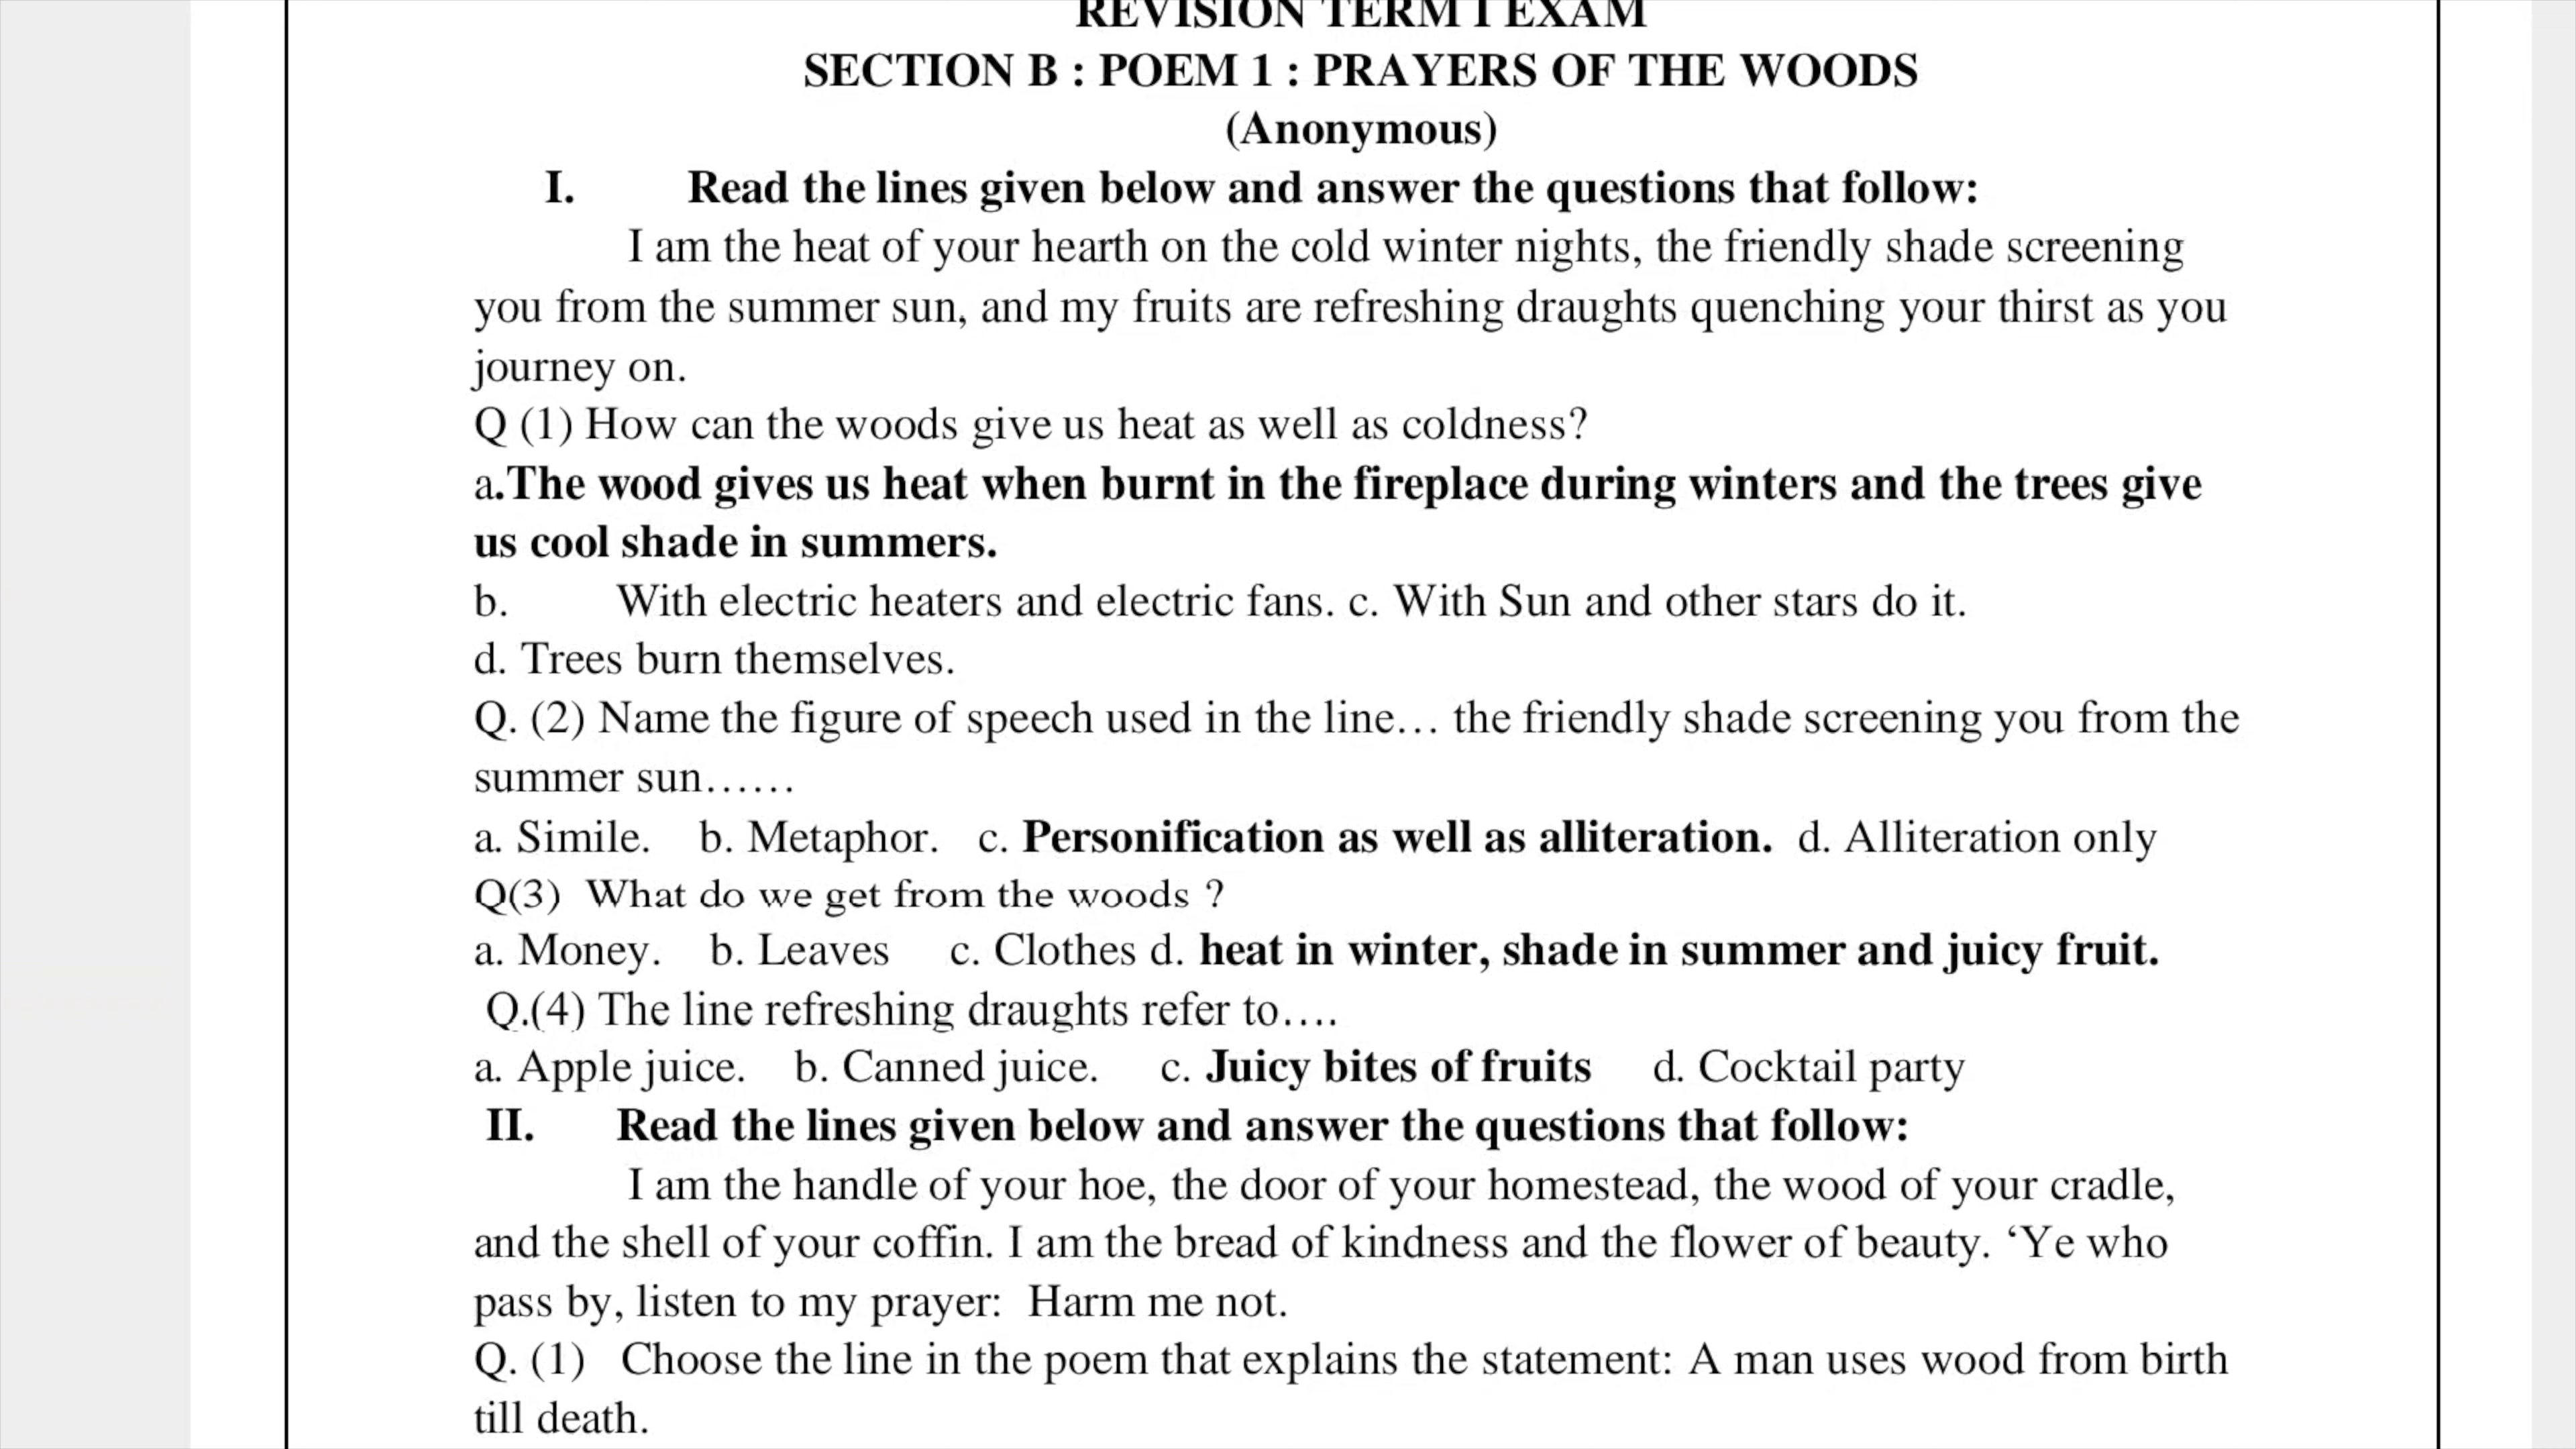 REVISION TERM I EXAM
SECTION B : POEM 1 : PRAYERS OF THE WOODS
(Anonymous)
I. Read the lines given below and answer the questions that follow:
I am the heat of your hearth on the cold winter nights, the friendly shade screening
you from the summer sun, and my fruits are refreshing draughts quenching your thirst as you
journey on.
Q (1) How can the woods give us heat as well as coldness?
a.The wood gives us heat when burnt in the fireplace during winters and the trees give
us cool shade in summers.
b. With electric heaters and electric fans. c. With Sun and other stars do it.
d. Trees burn themselves.
Q. (2) Name the figure of speech used in the line… the friendly shade screening you from the
summer sun……
a. Simile. b. Metaphor. c. Personification as well as alliteration. d. Alliteration only
Q(3) What do we get from the woods ?
a. Money. b. Leaves c. Clothes d. heat in winter, shade in summer and juicy fruit.
Q.(4) The line refreshing draughts refer to….
a. Apple juice. b. Canned juice. c. Juicy bites of fruits d. Cocktail party
II. Read the lines given below and answer the questions that follow:
I am the handle of your hoe, the door of your homestead, the wood of your cradle,
and the shell of your coffin. I am the bread of kindness and the flower of beauty. ‘Ye who
pass by, listen to my prayer: Harm me not.
Q. (1) Choose the line in the poem that explains the statement: A man uses wood from birth
till death.